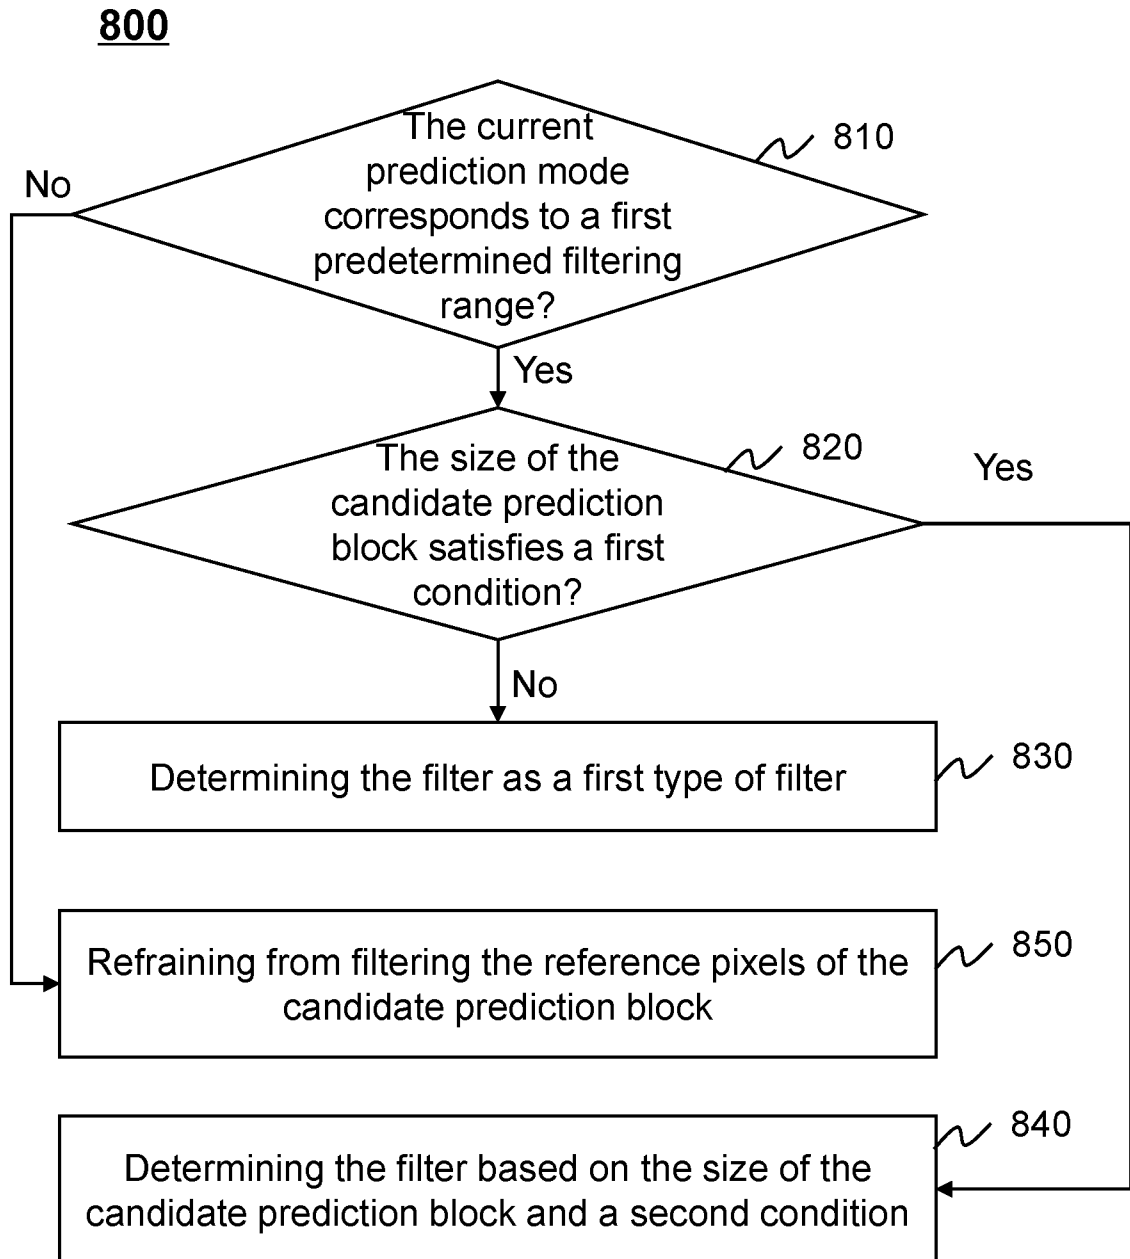 800
The current
prediction mode
corresponds to a first
predetermined filtering
range?
810
No
Yes
The size of the
candidate prediction
block satisfies a first
condition?
820
Yes
No
Determining the filter as a first type of filter
830
Refraining from filtering the reference pixels of the
candidate prediction block
850
Determining the filter based on the size of the
candidate prediction block and a second condition
840